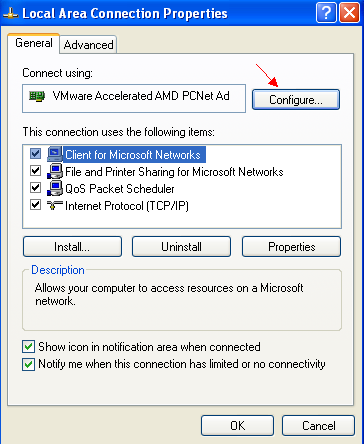 Local Area Connection Properties
General
Advanced
Connect using:
VMware Accelerated AMD PCNet Ad
Configure...
This connection uses the following items:
Client for Microsoft Networks
File and Printer Sharing for Microsoft Networks
QoS Packet Scheduler
Internet Protocol (TCP/IP)
Install...
Uninstall
Properties
Description
Allows your computer to access resources on a Microsoft
network.
Show icon in notification area when connected
Notify me when this connection has limited or no connectivity
OK
Cancel